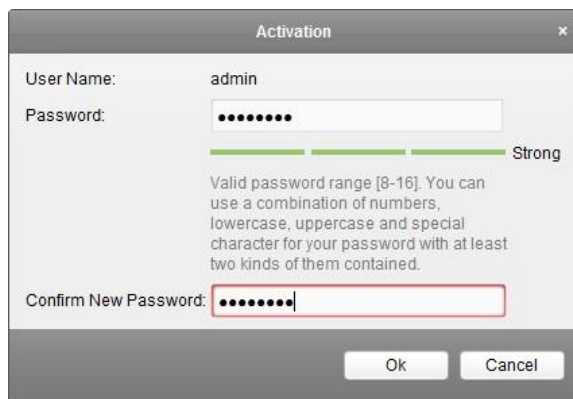 Activation
×
User Name: admin
Password: ●●●●●●●●
Strong
Valid password range [8-16]. You can
use a combination of numbers,
lowercase, uppercase and special
character for your password with at least
two kinds of them contained.
Confirm New Password: ●●●●●●●●
Ok Cancel